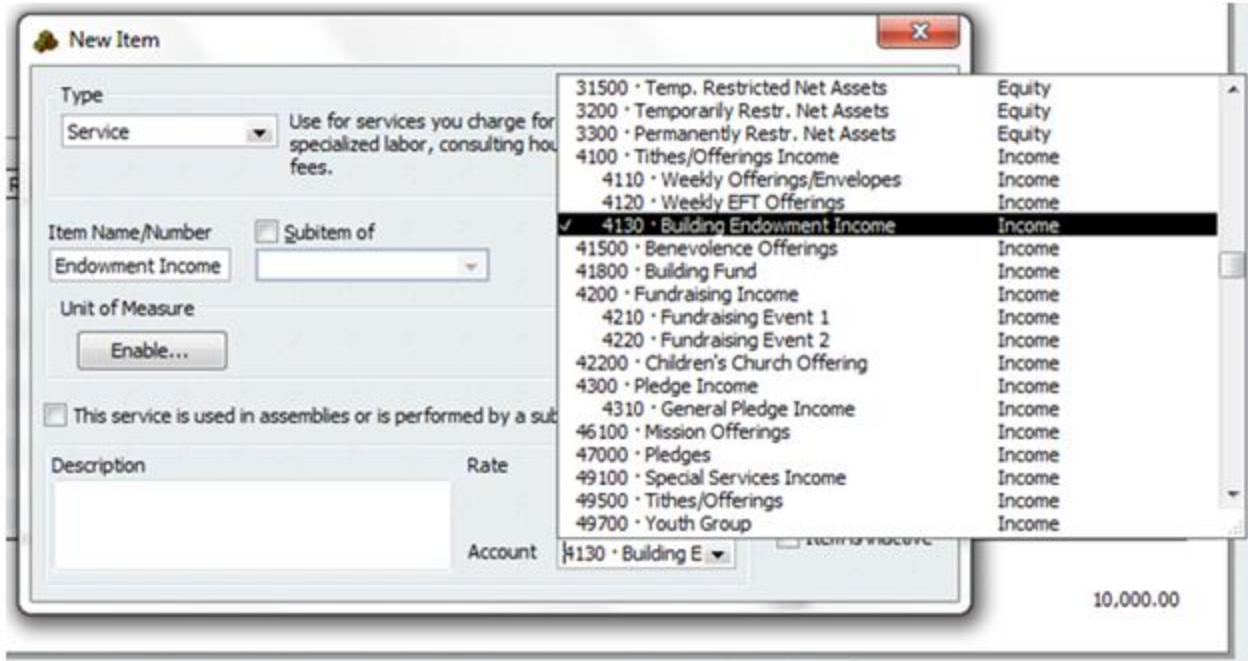 New Item
Type
Service
Use for services you charge for
specialized labor, consulting hou
fees.
Item Name/Number
Subitem of
Endowment Income
Unit of Measure
Enable...
This service is used in assemblies or is performed by a sub
Description
Rate
Account
4130 · Building E
31500 · Temp. Restricted Net Assets Equity
3200 · Temporarily Restr. Net Assets Equity
3300 · Permanently Restr. Net Assets Equity
4100 · Tithes/Offerings Income Income
4110 · Weekly Offerings/Envelopes Income
4120 · Weekly EFT Offerings Income
✓ 4130 · Building Endowment Income Income
41500 · Benevolence Offerings Income
41800 · Building Fund Income
4200 · Fundraising Income Income
4210 · Fundraising Event 1 Income
4220 · Fundraising Event 2 Income
42200 · Children's Church Offering Income
4300 · Pledge Income Income
4310 · General Pledge Income Income
46100 · Mission Offerings Income
47000 · Pledges Income
49100 · Special Services Income Income
49500 · Tithes/Offerings Income
49700 · Youth Group Income
Item is inactive
10,000.00